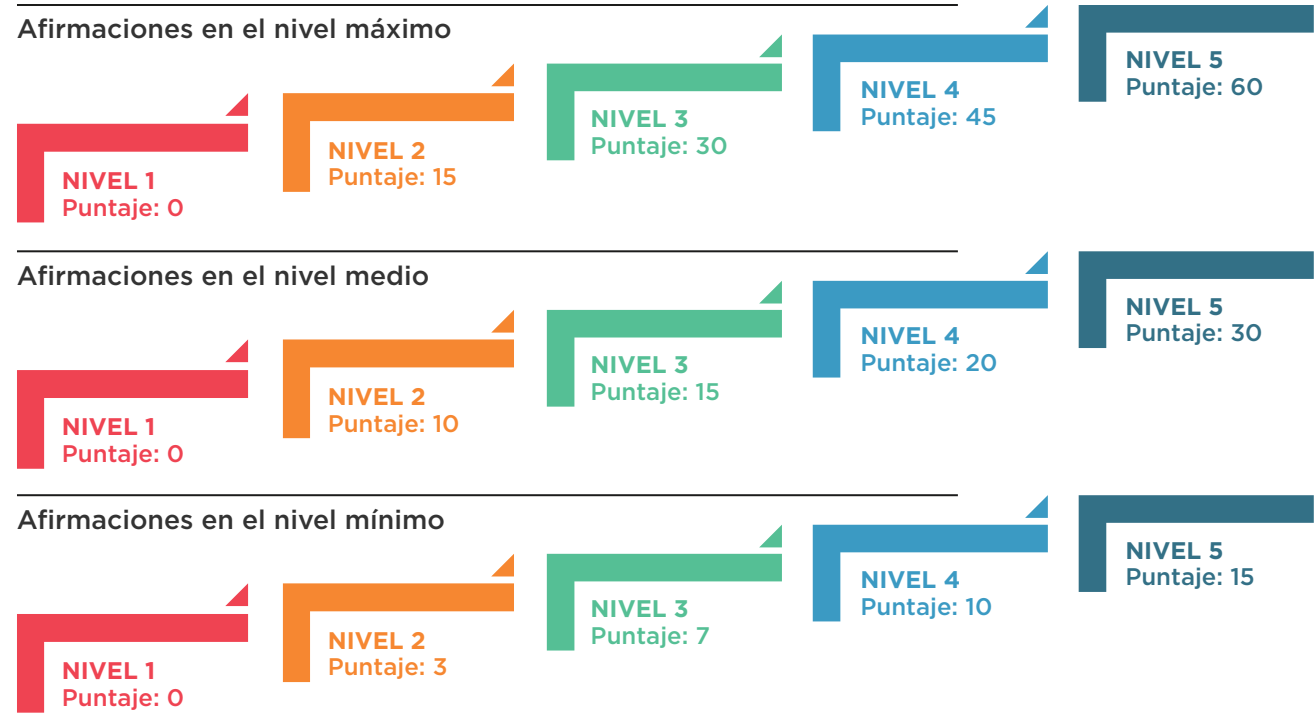 Afirmaciones en el nivel máximo
NIVEL 1
Puntaje: 0
NIVEL 2
Puntaje: 15
NIVEL 3
Puntaje: 30
NIVEL 4
Puntaje: 45
NIVEL 5
Puntaje: 60
Afirmaciones en el nivel medio
NIVEL 1
Puntaje: 0
NIVEL 2
Puntaje: 10
NIVEL 3
Puntaje: 15
NIVEL 4
Puntaje: 20
NIVEL 5
Puntaje: 30
Afirmaciones en el nivel mínimo
NIVEL 1
Puntaje: 0
NIVEL 2
Puntaje: 3
NIVEL 3
Puntaje: 7
NIVEL 4
Puntaje: 10
NIVEL 5
Puntaje: 15